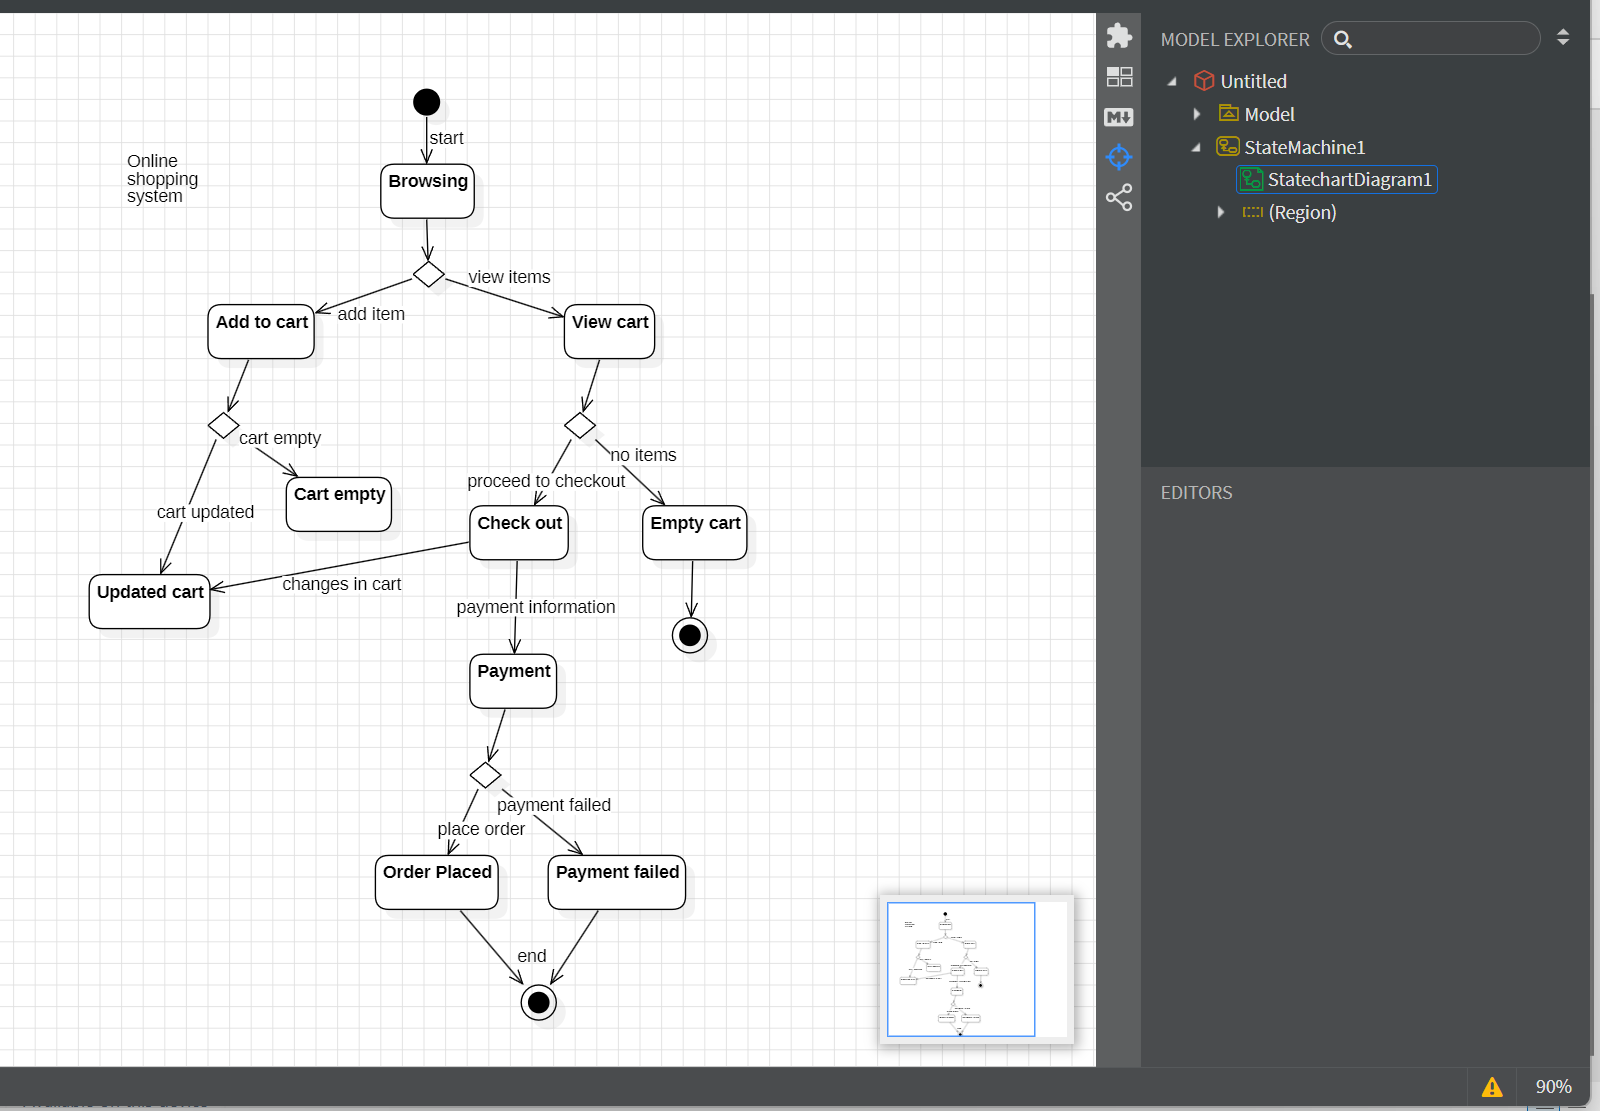 MODEL EXPLORER
Untitled
Model
StateMachine1
StatechartDiagram1
(Region)
EDITORS
90%
Online
shopping
system
start
Browsing
view items
add item
Add to cart
View cart
cart empty
no items
proceed to checkout
Cart empty
cart updated
Check out
Empty cart
changes in cart
Updated cart
payment information
Payment
payment failed
place order
Order Placed
Payment failed
end